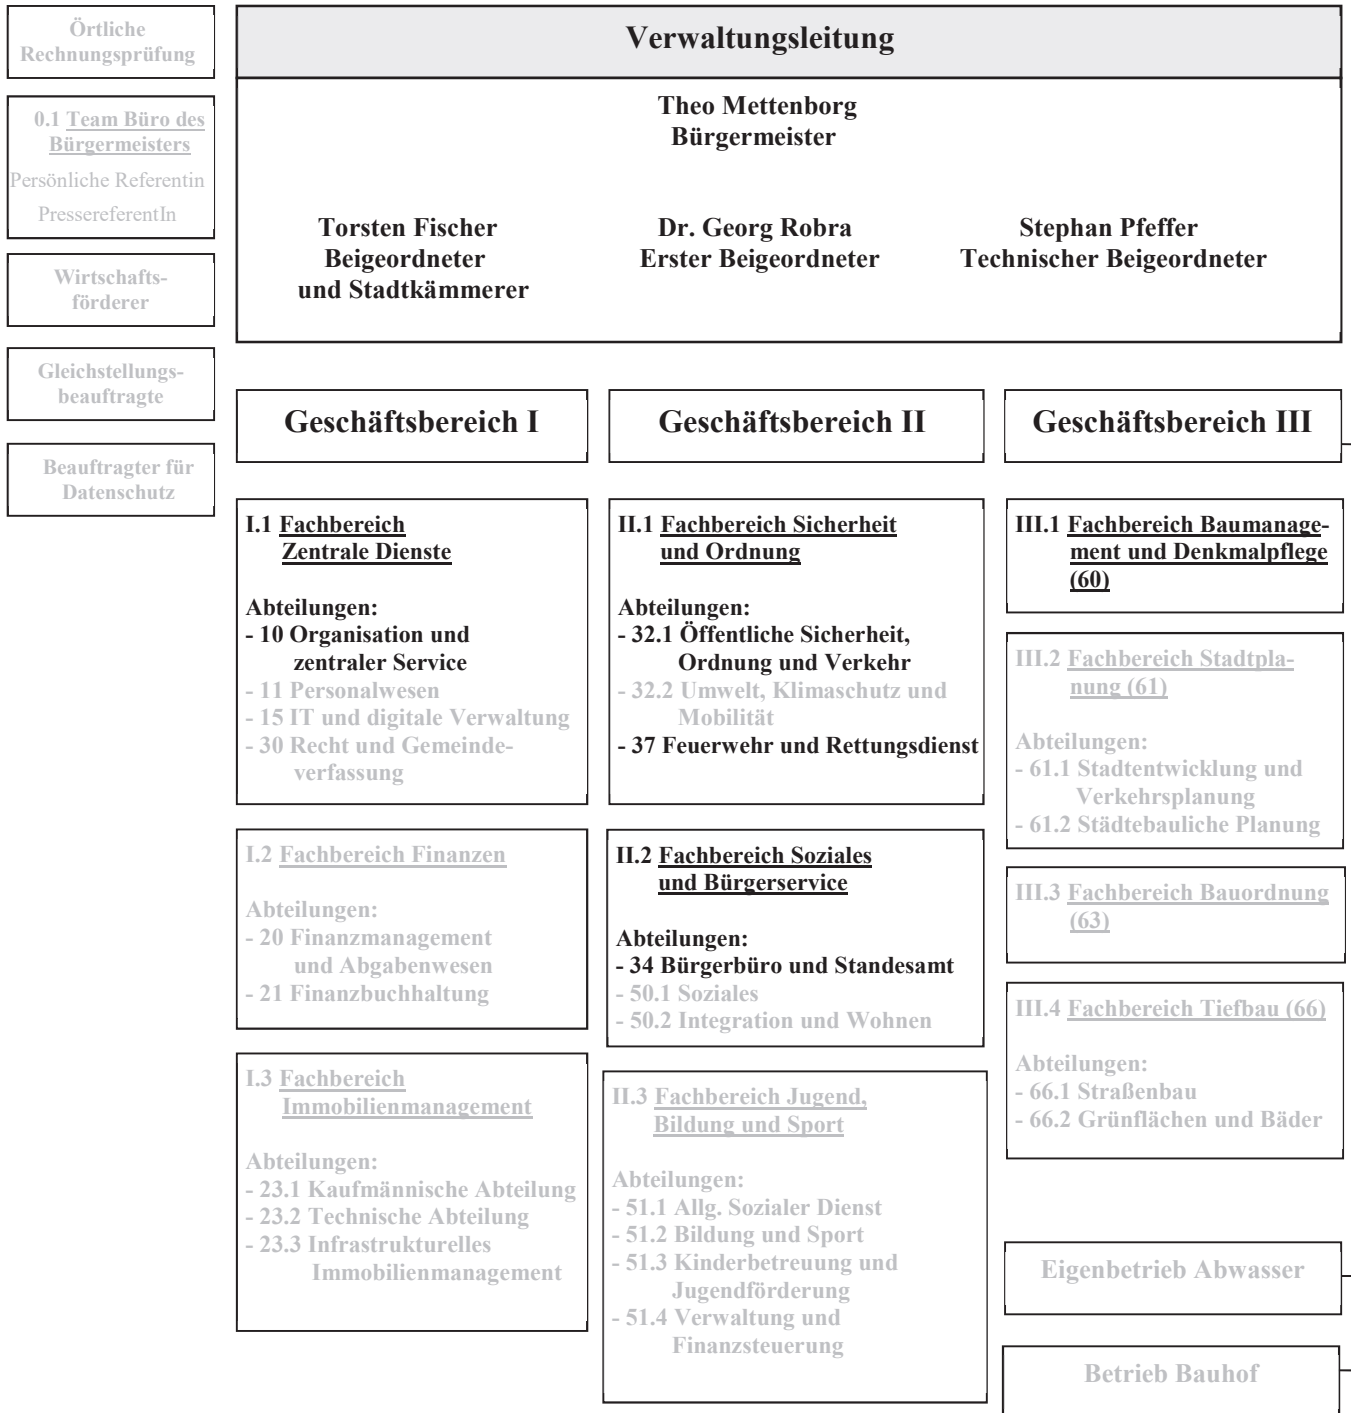 Örtliche
Rechnungsprüfung
0.1 Team Büro des
Bürgermeisters
Persönliche Referentin
PressereferentIn
Wirtschafts-
förderer
Gleichstellungs-
beauftragte
Beauftragter für
Datenschutz
Verwaltungsleitung
Theo Mettenborg
Bürgermeister
Torsten Fischer
Beigeordneter
und Stadtkämmerer
Dr. Georg Robra
Erster Beigeordneter
Stephan Pfeffer
Technischer Beigeordneter
Geschäftsbereich I
I.1 Fachbereich
Zentrale Dienste
Abteilungen:
- 10 Organisation und
zentraler Service
- 11 Personalwesen
- 15 IT und digitale Verwaltung
- 30 Recht und Gemeinde-
verfassung
I.2 Fachbereich Finanzen
Abteilungen:
- 20 Finanzmanagement
und Abgabenwesen
- 21 Finanzbuchhaltung
I.3 Fachbereich
Immobilienmanagement
Abteilungen:
- 23.1 Kaufmännische Abteilung
- 23.2 Technische Abteilung
- 23.3 Infrastrukturelles
Immobilienmanagement
Geschäftsbereich II
II.1 Fachbereich Sicherheit
und Ordnung
Abteilungen:
- 32.1 Öffentliche Sicherheit,
Ordnung und Verkehr
- 32.2 Umwelt, Klimaschutz und
Mobilität
- 37 Feuerwehr und Rettungsdienst
II.2 Fachbereich Soziales
und Bürgerservice
Abteilungen:
- 34 Bürgerbüro und Standesamt
- 50.1 Soziales
- 50.2 Integration und Wohnen
II.3 Fachbereich Jugend,
Bildung und Sport
Abteilungen:
- 51.1 Allg. Sozialer Dienst
- 51.2 Bildung und Sport
- 51.3 Kinderbetreuung und
Jugendförderung
- 51.4 Verwaltung und
Finanzsteuerung
Geschäftsbereich III
III.1 Fachbereich Baumanage-
ment und Denkmalpflege
(60)
III.2 Fachbereich Stadtpla-
nung (61)
Abteilungen:
- 61.1 Stadtentwicklung und
Verkehrsplanung
- 61.2 Städtebauliche Planung
III.3 Fachbereich Bauordnung
(63)
III.4 Fachbereich Tiefbau (66)
Abteilungen:
- 66.1 Straßenbau
- 66.2 Grünflächen und Bäder
Eigenbetrieb Abwasser
Betrieb Bauhof